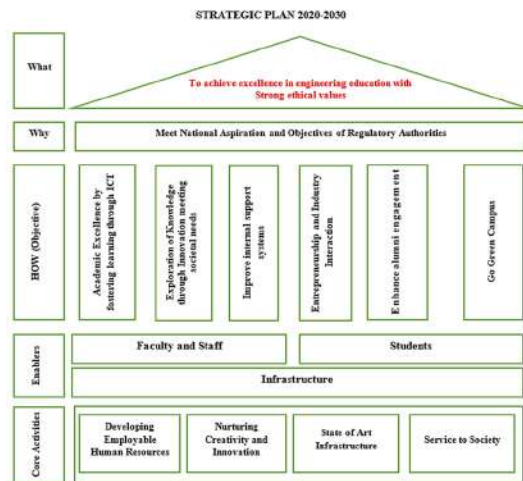 STRATEGIC PLAN 2020-2030
What
To achieve excellence in engineering education with
Strong ethical values
Why
Meet National Aspiration and Objectives of Regulatory Authorities
HOW (Objective)
Academic Excellence by
fostering learning through ICT
Exploration of Knowledge
through Innovation meeting
societal needs
Improve internal support
systems
Entrepreneurship and Industry
Interaction
Enhance alumni engagement
Go Green Campus
Enablers
Faculty and Staff
Students
Infrastructure
Core Activities
Developing
Employable
Human Resources
Nurturing
Creativity and
Innovation
State of Art
Infrastructure
Service to Society